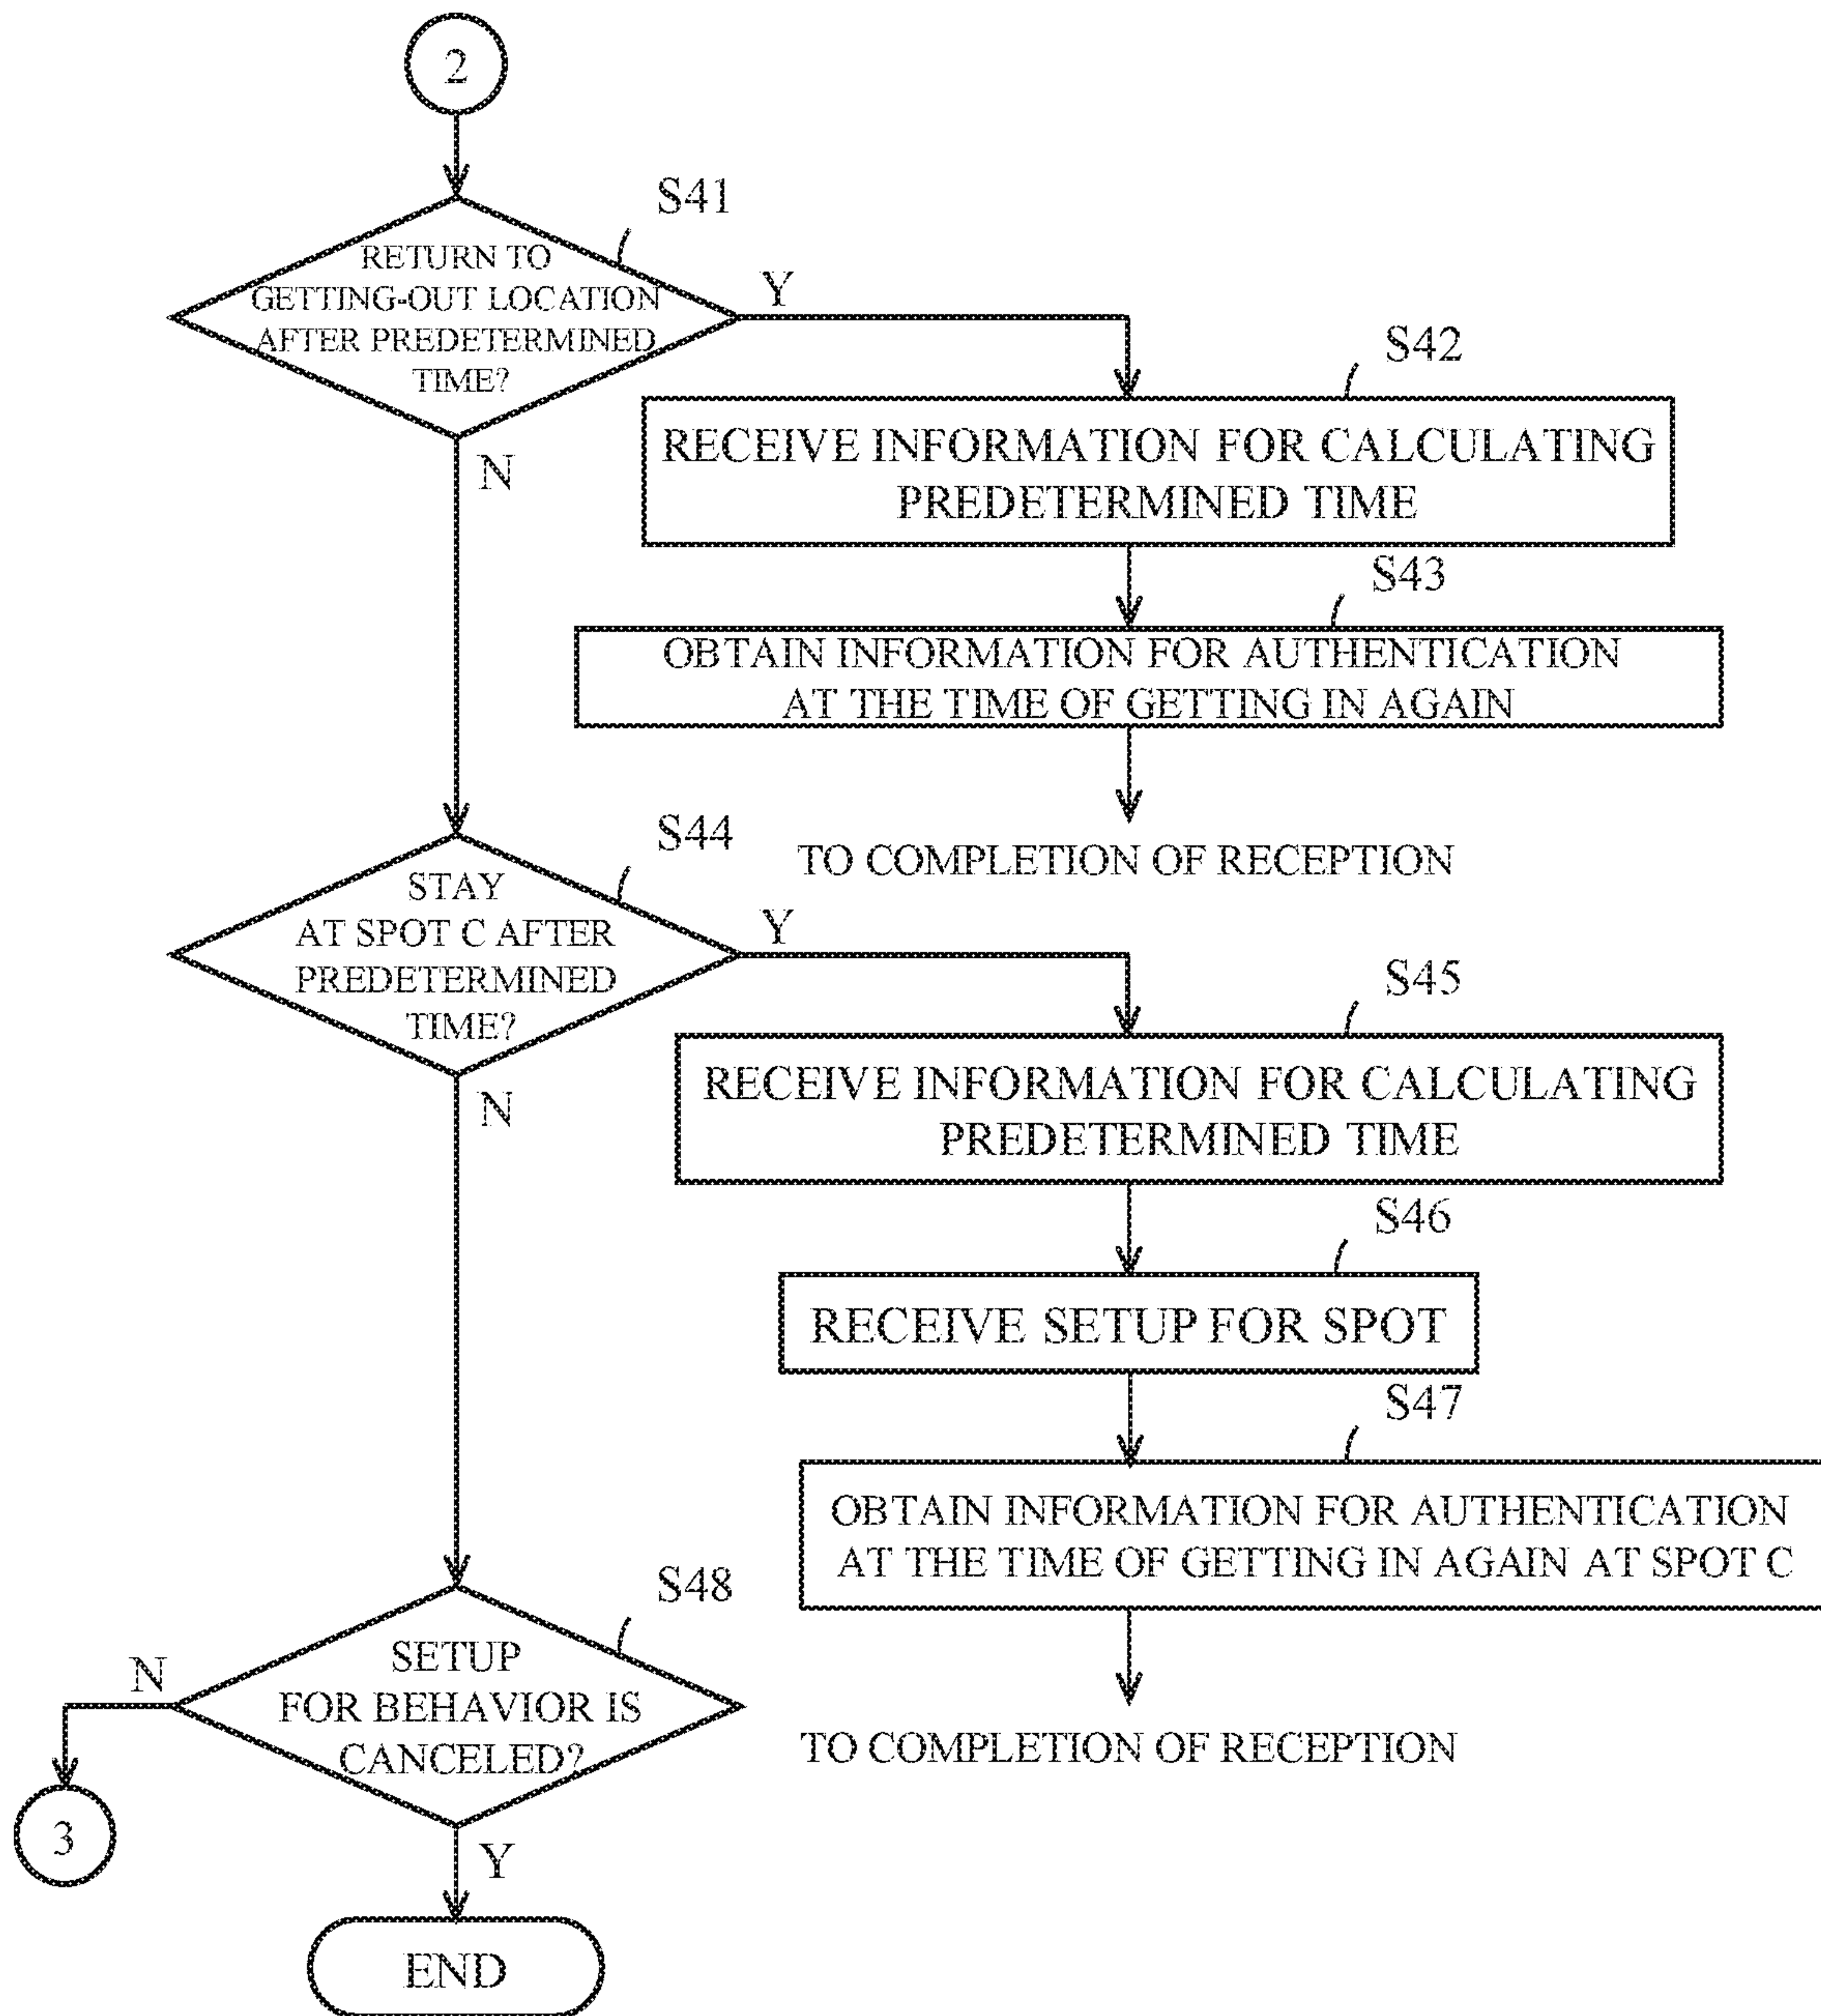 2
S41
RETURN TO
GETTING-OUT LOCATION
AFTER PREDETERMINED
TIME?
Y
N
S42
RECEIVE INFORMATION FOR CALCULATING
PREDETERMINED TIME
S43
OBTAIN INFORMATION FOR AUTHENTICATION
AT THE TIME OF GETTING IN AGAIN
TO COMPLETION OF RECEPTION
S44
STAY
AT SPOT C AFTER
PREDETERMINED
TIME?
Y
N
S45
RECEIVE INFORMATION FOR CALCULATING
PREDETERMINED TIME
S46
RECEIVE SETUP FOR SPOT
S47
OBTAIN INFORMATION FOR AUTHENTICATION
AT THE TIME OF GETTING IN AGAIN AT SPOT C
TO COMPLETION OF RECEPTION
S48
SETUP
FOR BEHAVIOR IS
CANCELED?
N
3
Y
END